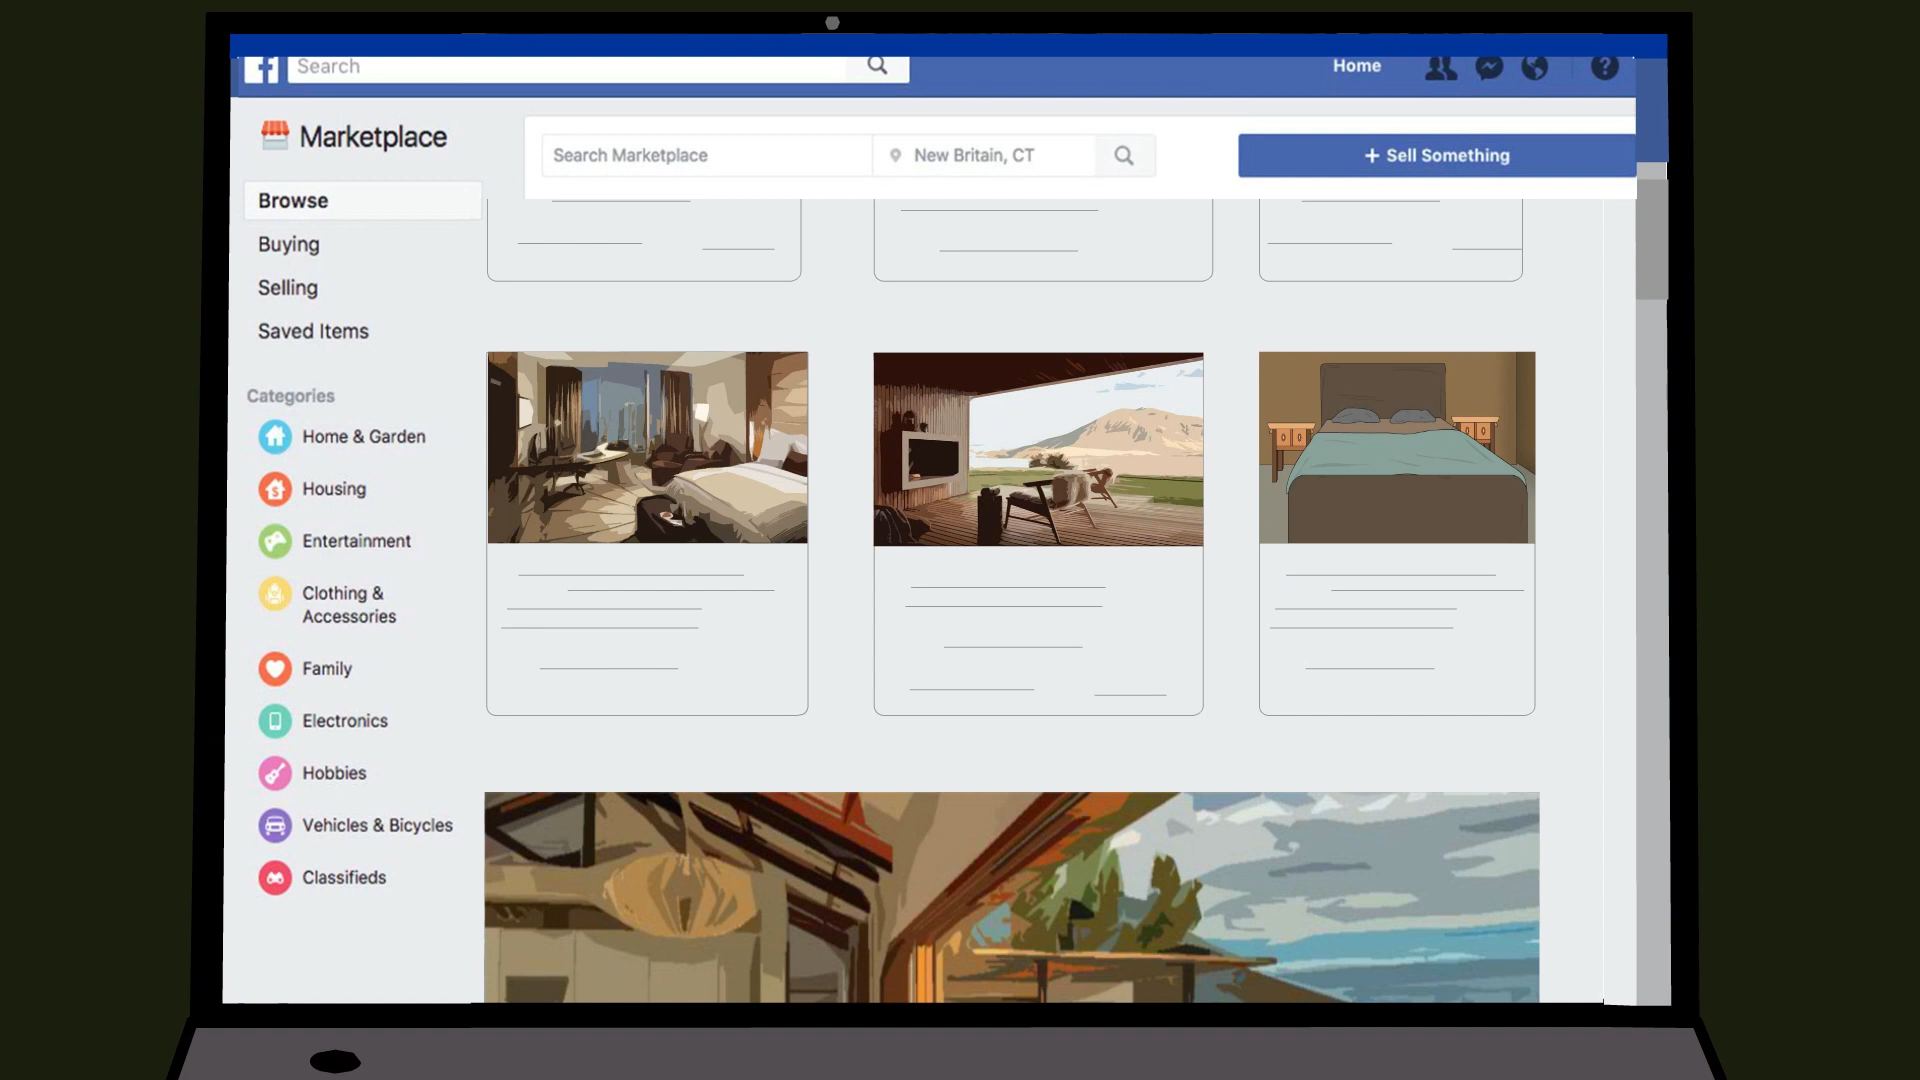 Search
Home
Marketplace
Search Marketplace
New Britain, CT
+ Sell Something
Browse
Buying
Selling
Saved Items
Categories
Home & Garden
Housing
Entertainment
Clothing &
Accessories
Family
Electronics
Hobbies
Vehicles & Bicycles
Classifieds